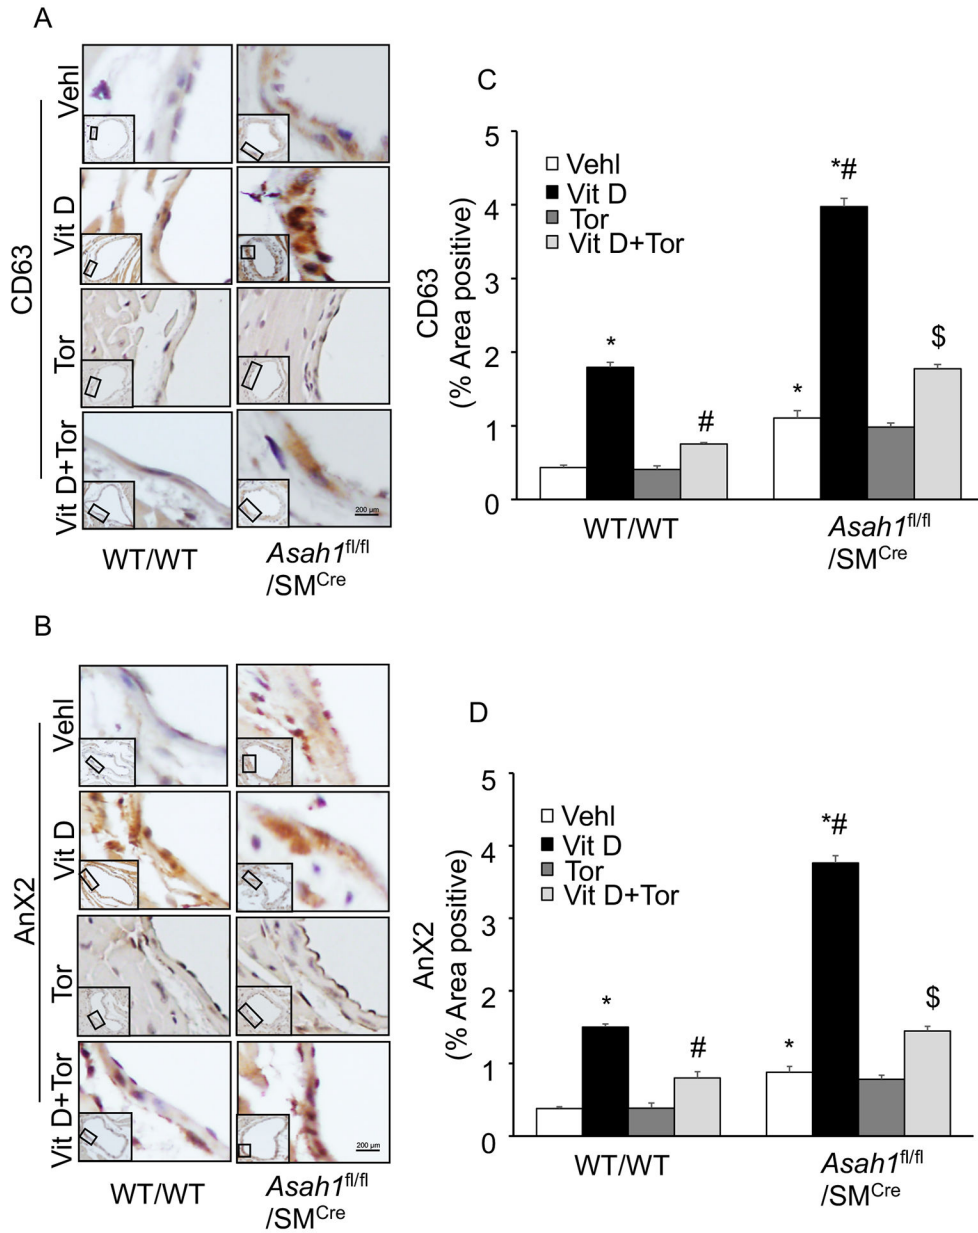 A
CD63
Vehl
Vit D
Tor
Vit D+Tor
200 µm
WT/WT
Asah1fl/fl
/SMCre
C
CD63
(% Area positive)
5
4
3
2
1
0
Vehl
Vit D
Tor
Vit D+Tor
*
#
*
*#
$
WT/WT
Asah1fl/fl
/SMCre
B
AnX2
Vehl
Vit D
Tor
Vit D+Tor
200 µm
WT/WT
Asah1fl/fl
/SMCre
D
AnX2
(% Area positive)
5
4
3
2
1
0
Vehl
Vit D
Tor
Vit D+Tor
*
#
*
*#
$
WT/WT
Asah1fl/fl
/SMCre